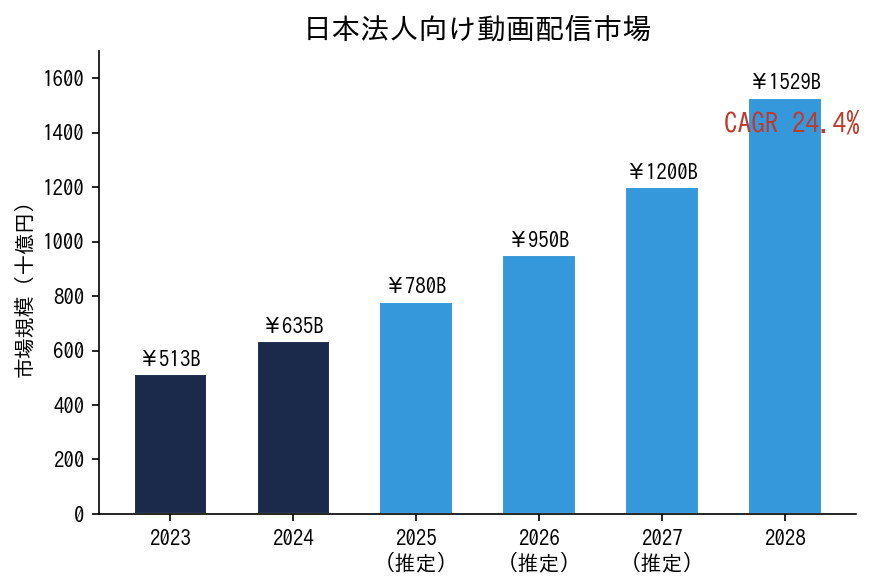 日本法人向け動画配信市場
市場規模（十億円）
1600
1400
1200
1000
800
600
400
200
0
¥513B
¥635B
¥780B
¥950B
¥1200B
¥1529B
CAGR 24.4%
2023
2024
2025
（推定）
2026
（推定）
2027
（推定）
2028